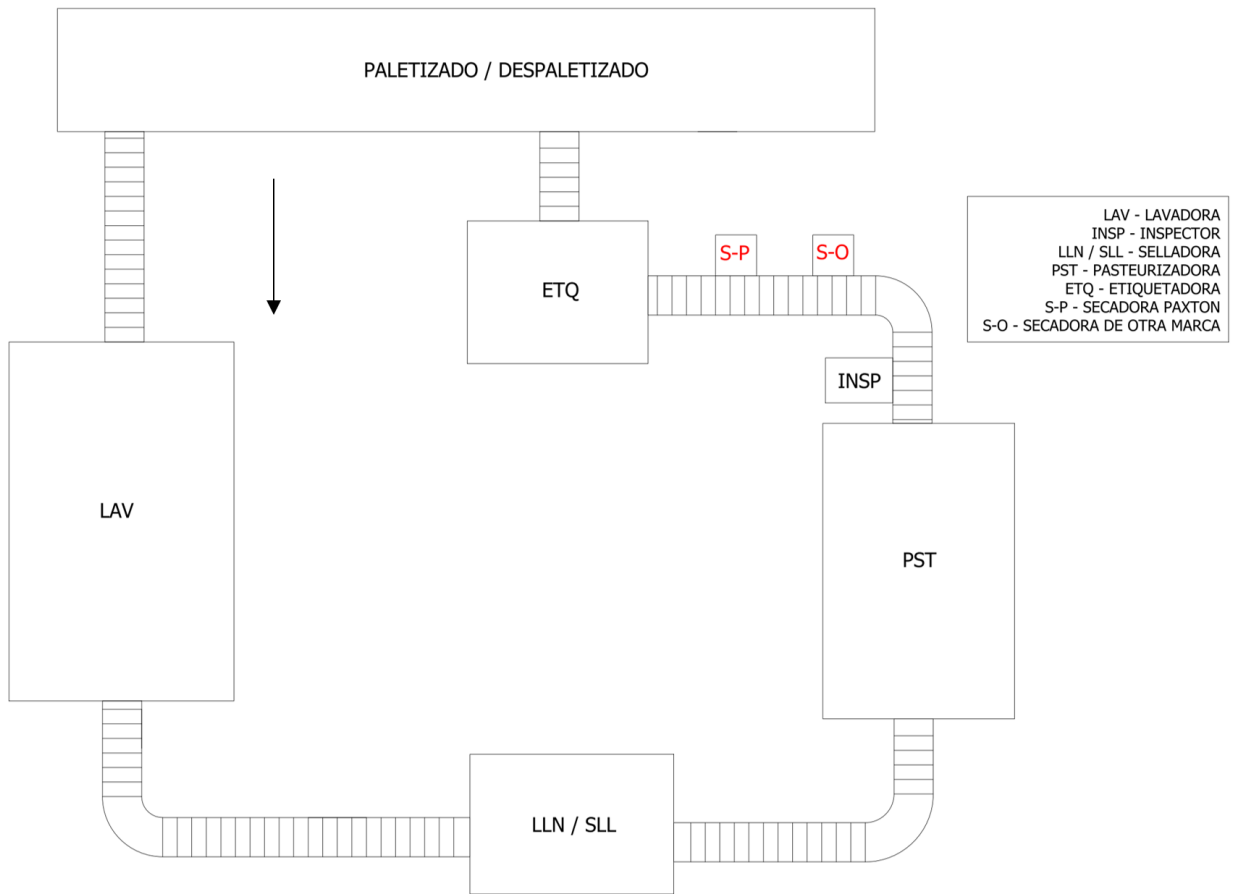 PALETIZADO / DESPALETIZADO
S-P
S-O
ETQ
LAV - LAVADORA
INSP - INSPECTOR
LLN / SLL - SELLADORA
PST - PASTEURIZADORA
ETQ - ETIQUETADORA
S-P - SECADORA PAXTON
S-O - SECADORA DE OTRA MARCA
INSP
LAV
PST
LLN / SLL